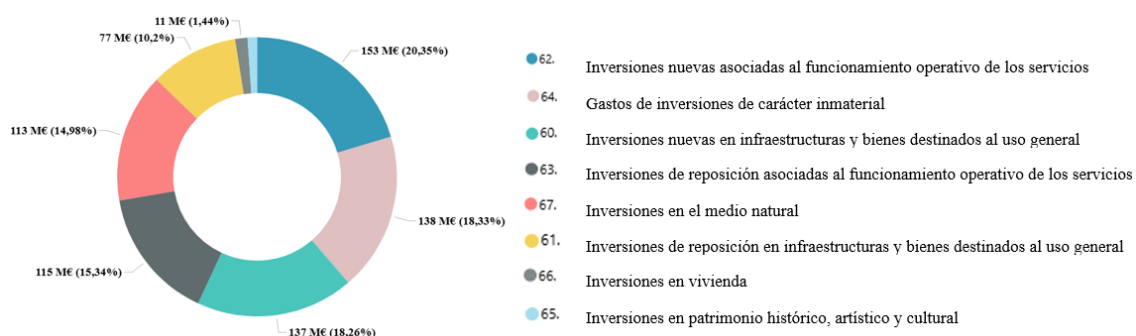 11 M€ (1,44%)
77 M€ (10,2%)
153 M€ (20,35%)
113 M€ (14,98%)
138 M€ (18,33%)
115 M€ (15,34%)
137 M€ (18,26%)
62. Inversiones nuevas asociadas al funcionamiento operativo de los servicios
64. Gastos de inversiones de carácter inmaterial
60. Inversiones nuevas en infraestructuras y bienes destinados al uso general
63. Inversiones de reposición asociadas al funcionamiento operativo de los servicios
67. Inversiones en el medio natural
61. Inversiones de reposición en infraestructuras y bienes destinados al uso general
66. Inversiones en vivienda
65. Inversiones en patrimonio histórico, artístico y cultural